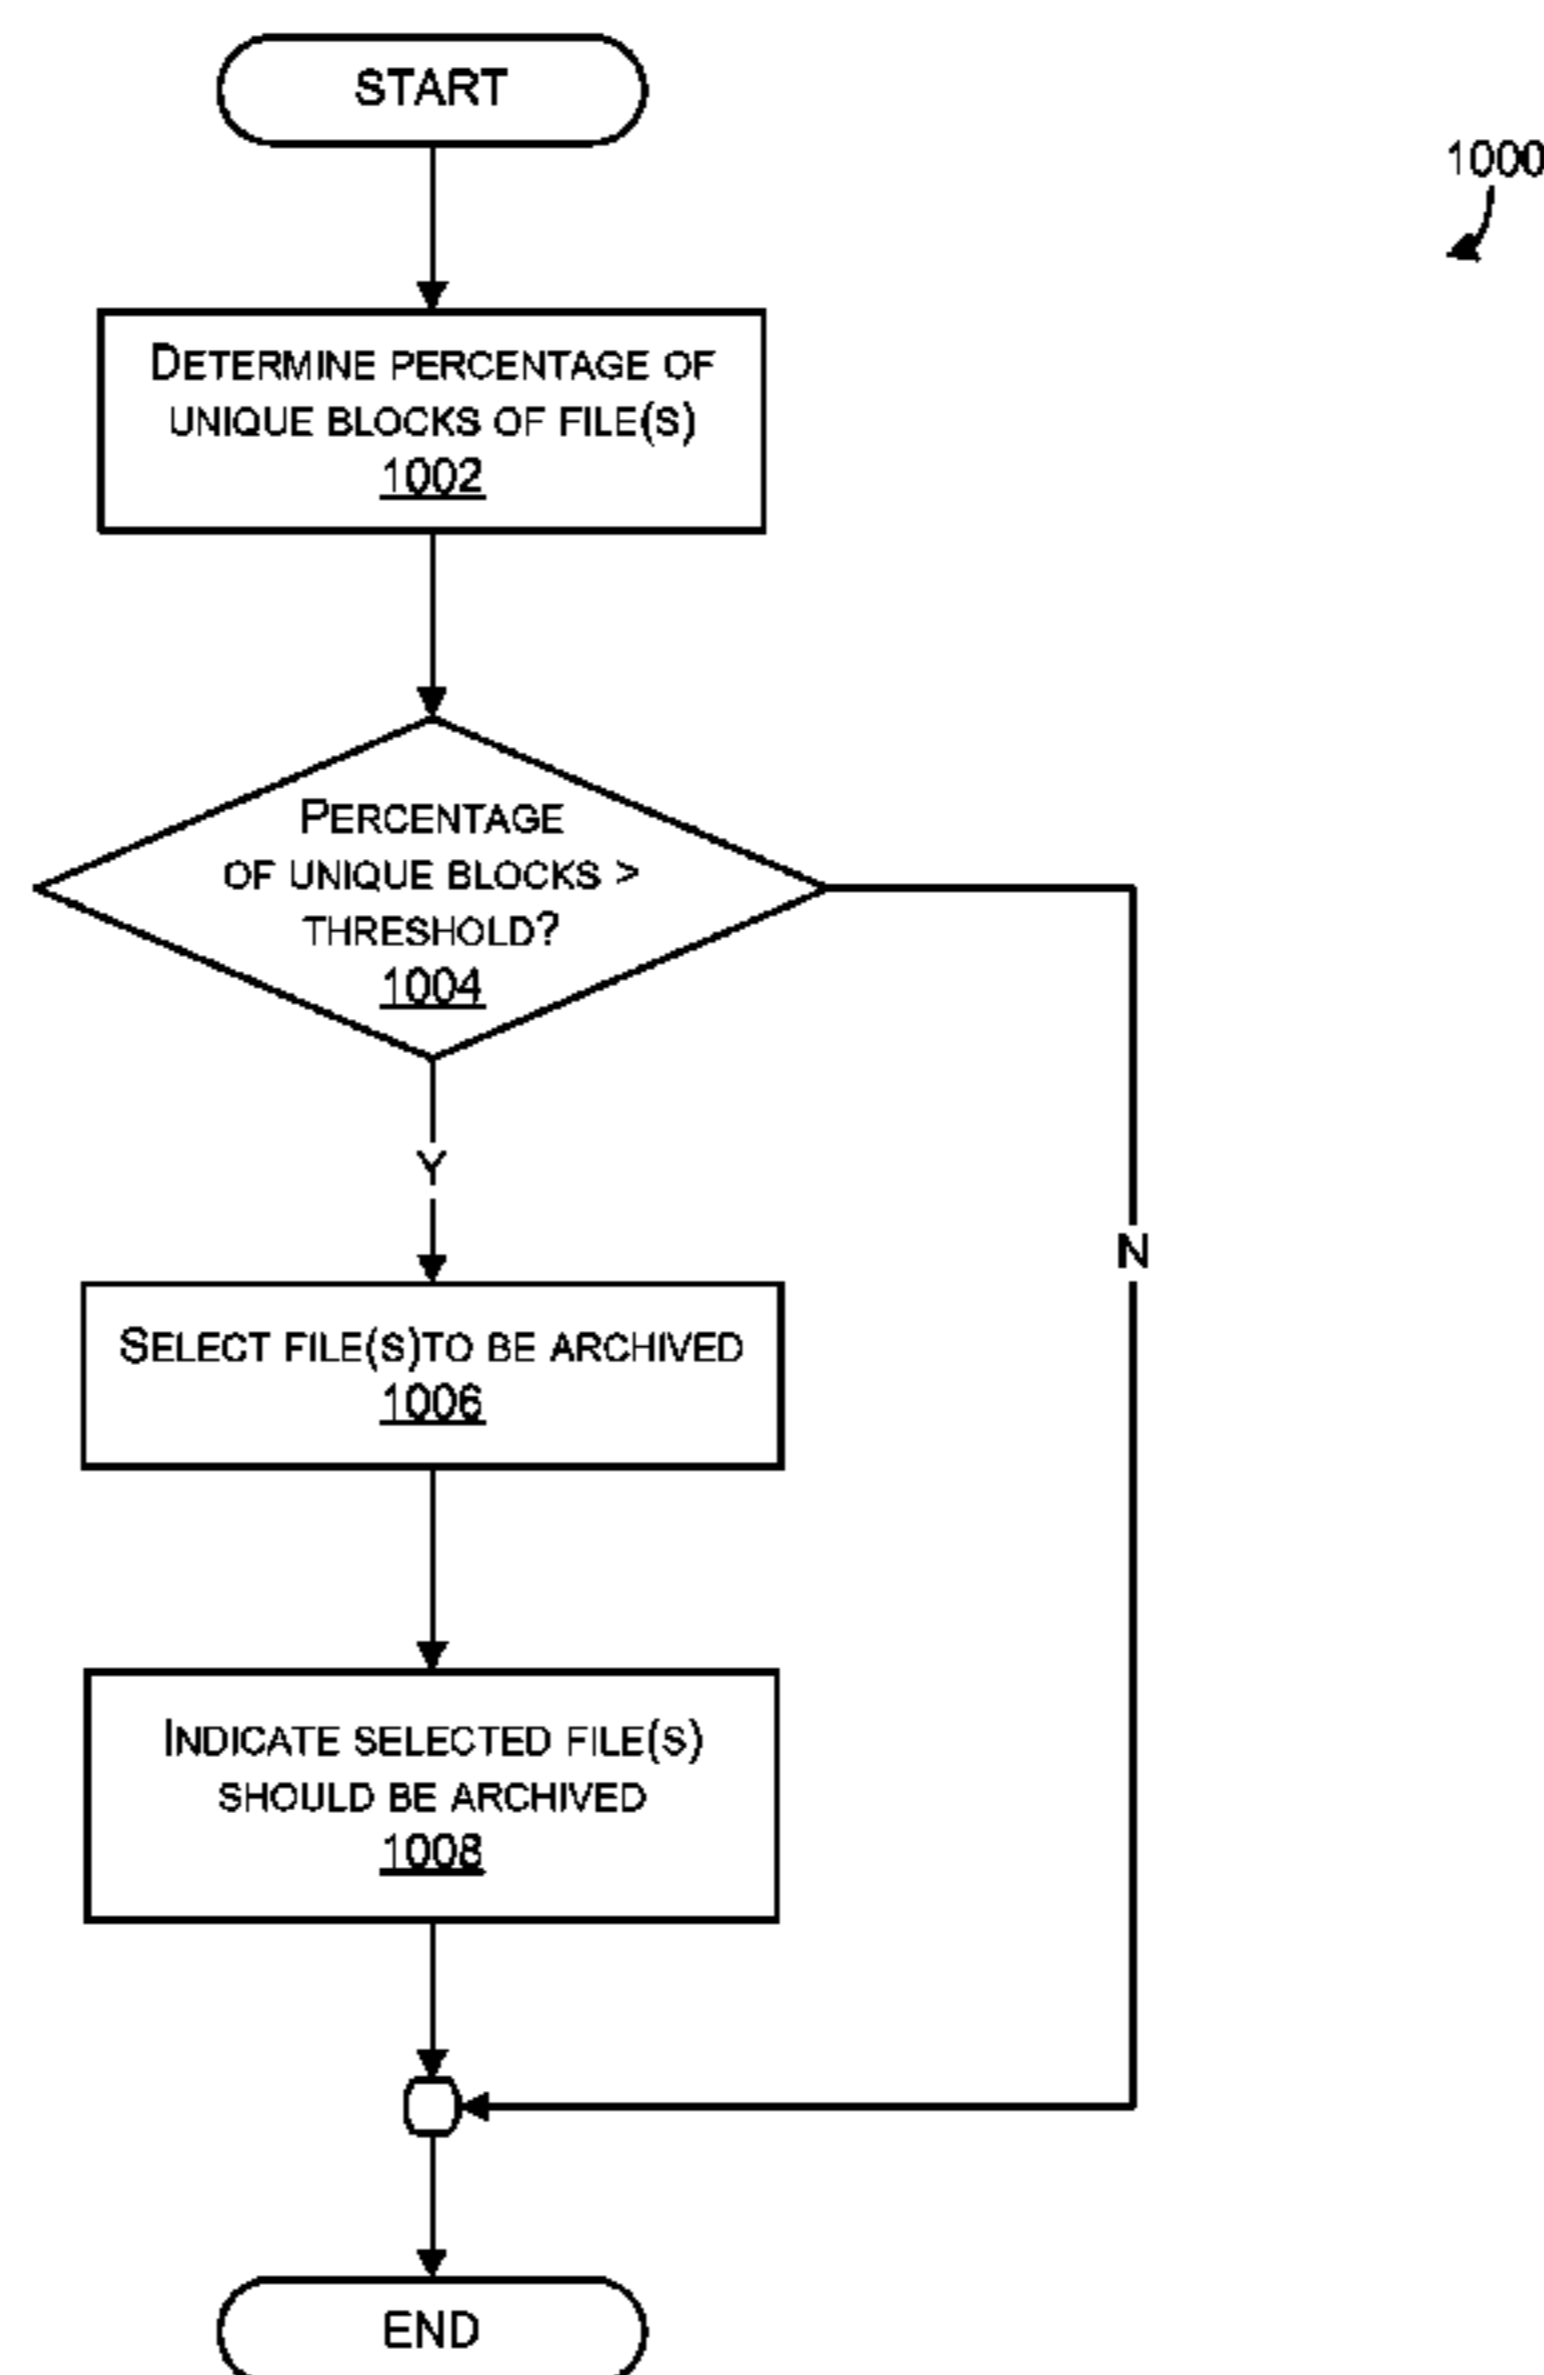 START
1000
DETERMINE PERCENTAGE OF
UNIQUE BLOCKS OF FILE(S)
1002
PERCENTAGE
OF UNIQUE BLOCKS >
THRESHOLD?
1004
Y
N
SELECT FILE(S)TO BE ARCHIVED
1006
INDICATE SELECTED FILE(S)
SHOULD BE ARCHIVED
1008
END